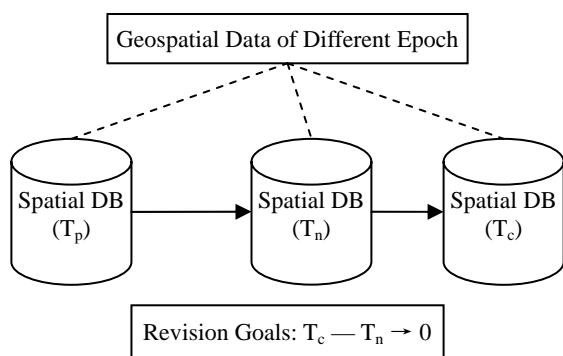 Geospatial Data of Different Epoch
Spatial DB
(Tp)
Spatial DB
(Tn)
Spatial DB
(Tc)
Revision Goals: Tc — Tn → 0